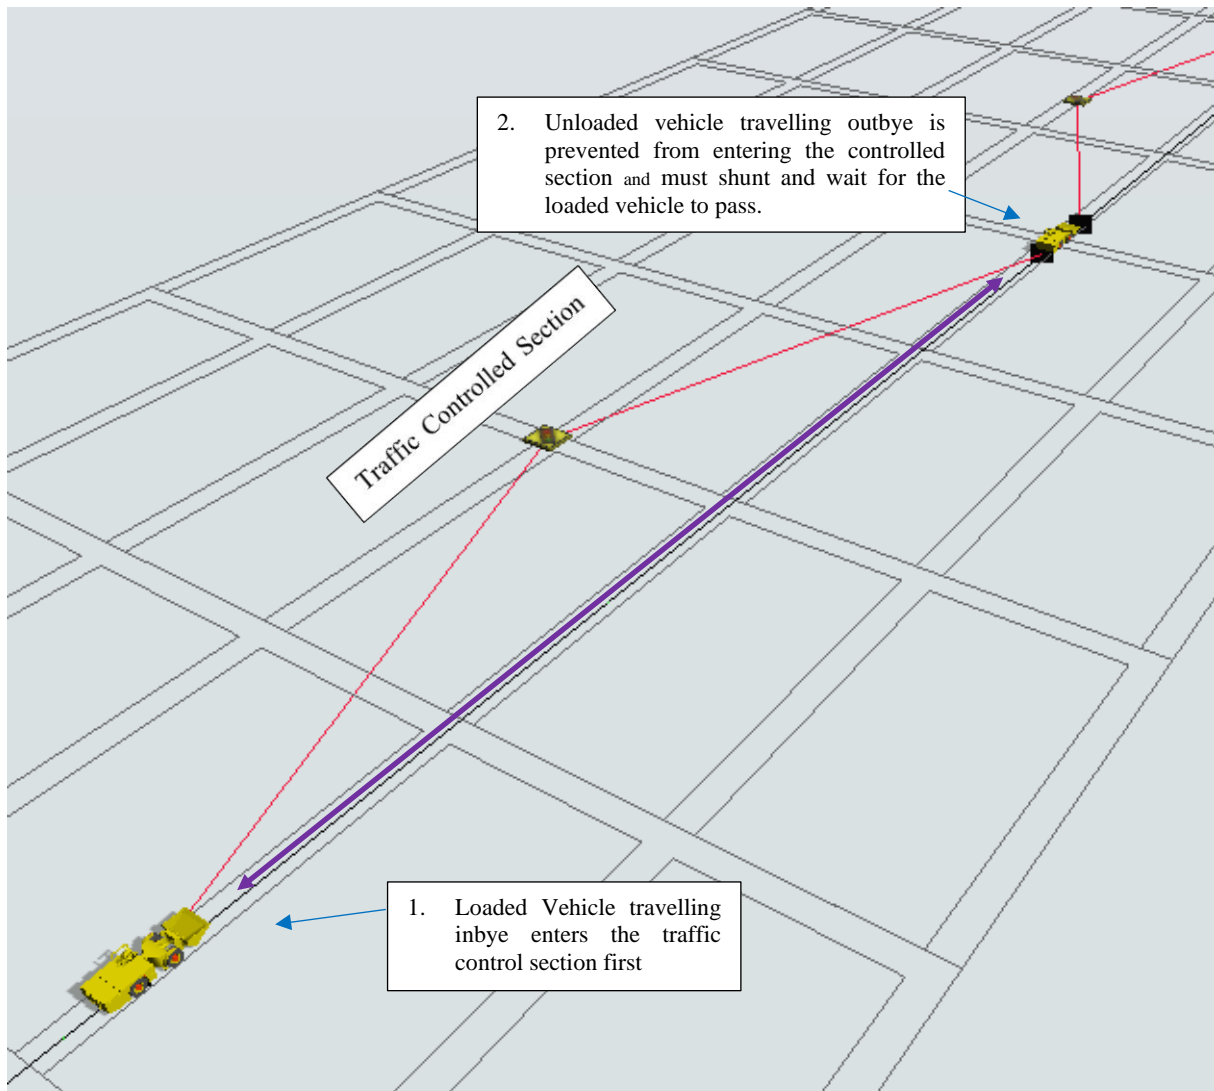 2. Unloaded vehicle travelling outbye is
prevented from entering the controlled
section and must shunt and wait for the
loaded vehicle to pass.
Traffic Controlled Section
1. Loaded Vehicle travelling
inbye enters the traffic
control section first